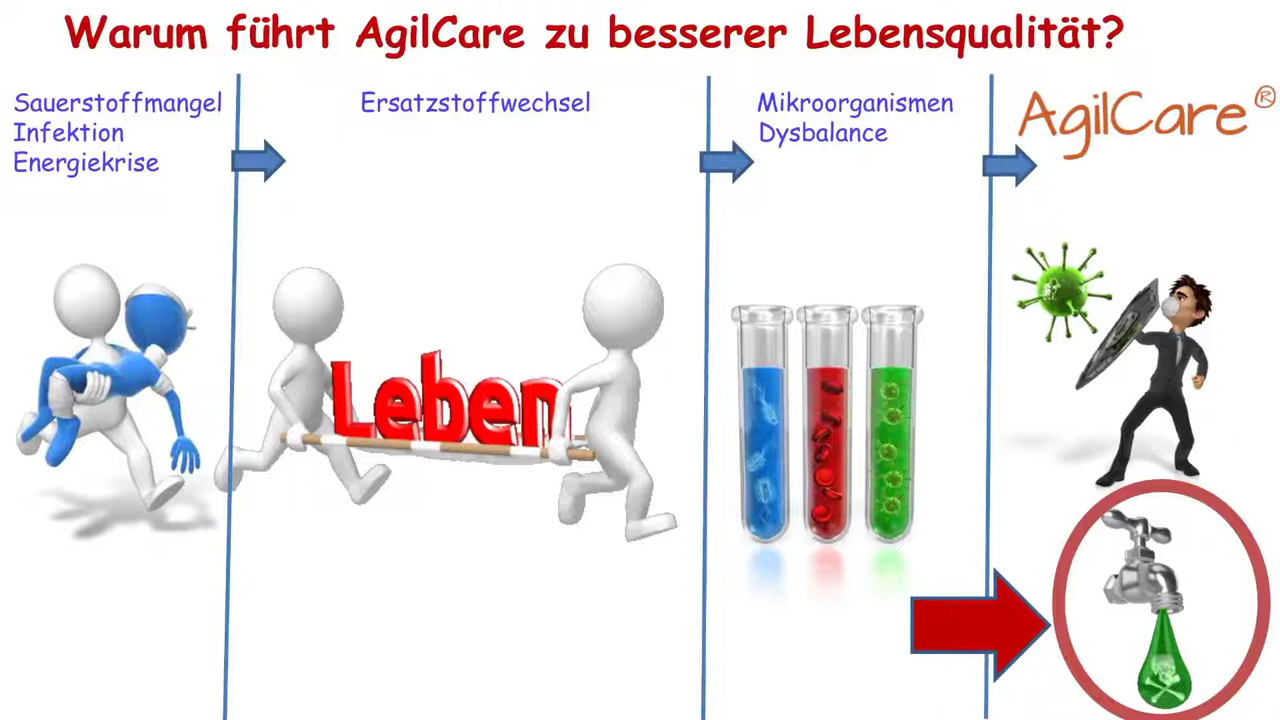 Warum führt AgilCare zu besserer Lebensqualität?
Sauerstoffmangel
Infektion
Energiekrise
Ersatzstoffwechsel
Mikroorganismen
Dysbalance
AgilCare®
Leben